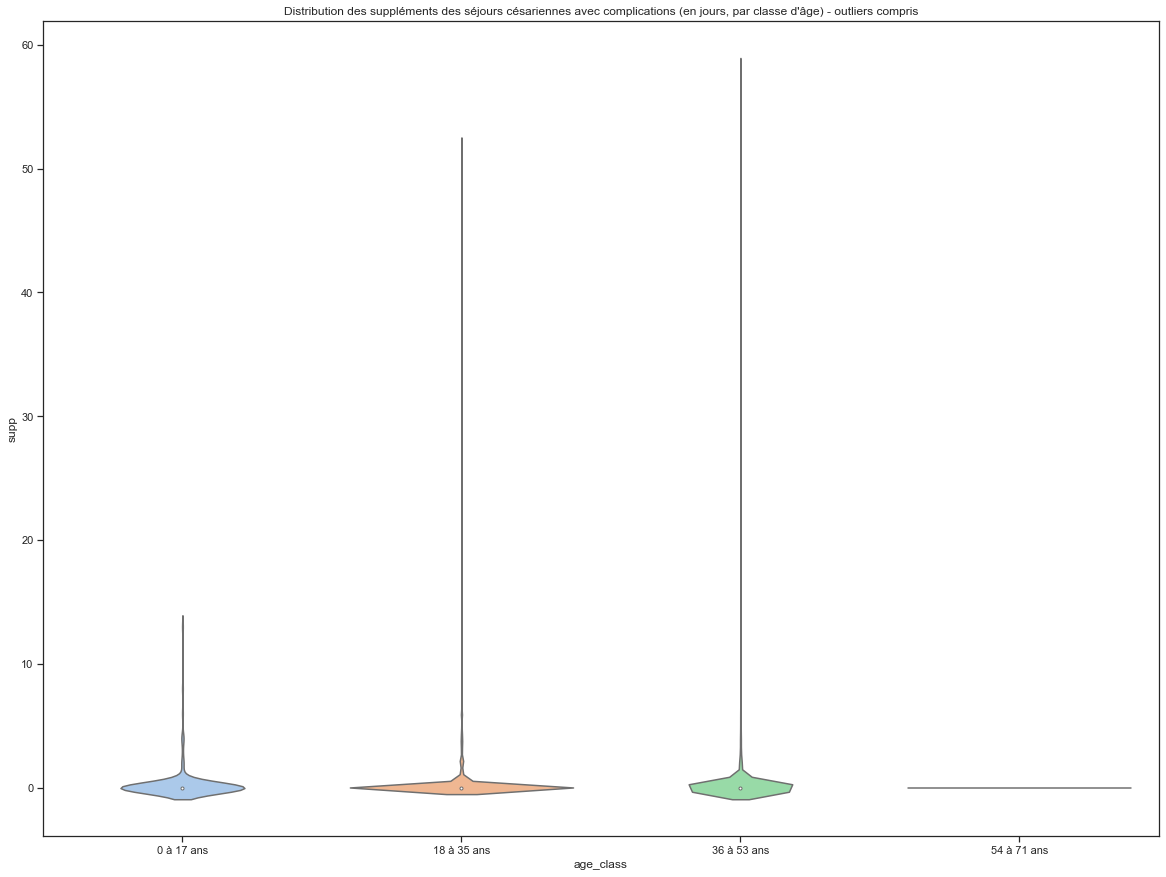 Distribution des suppléments des séjours césariennes avec complications (en jours, par classe d'âge) - outliers compris
60
50
40
30
20
10
0
supp
0 à 17 ans
18 à 35 ans
36 à 53 ans
54 à 71 ans
age_class